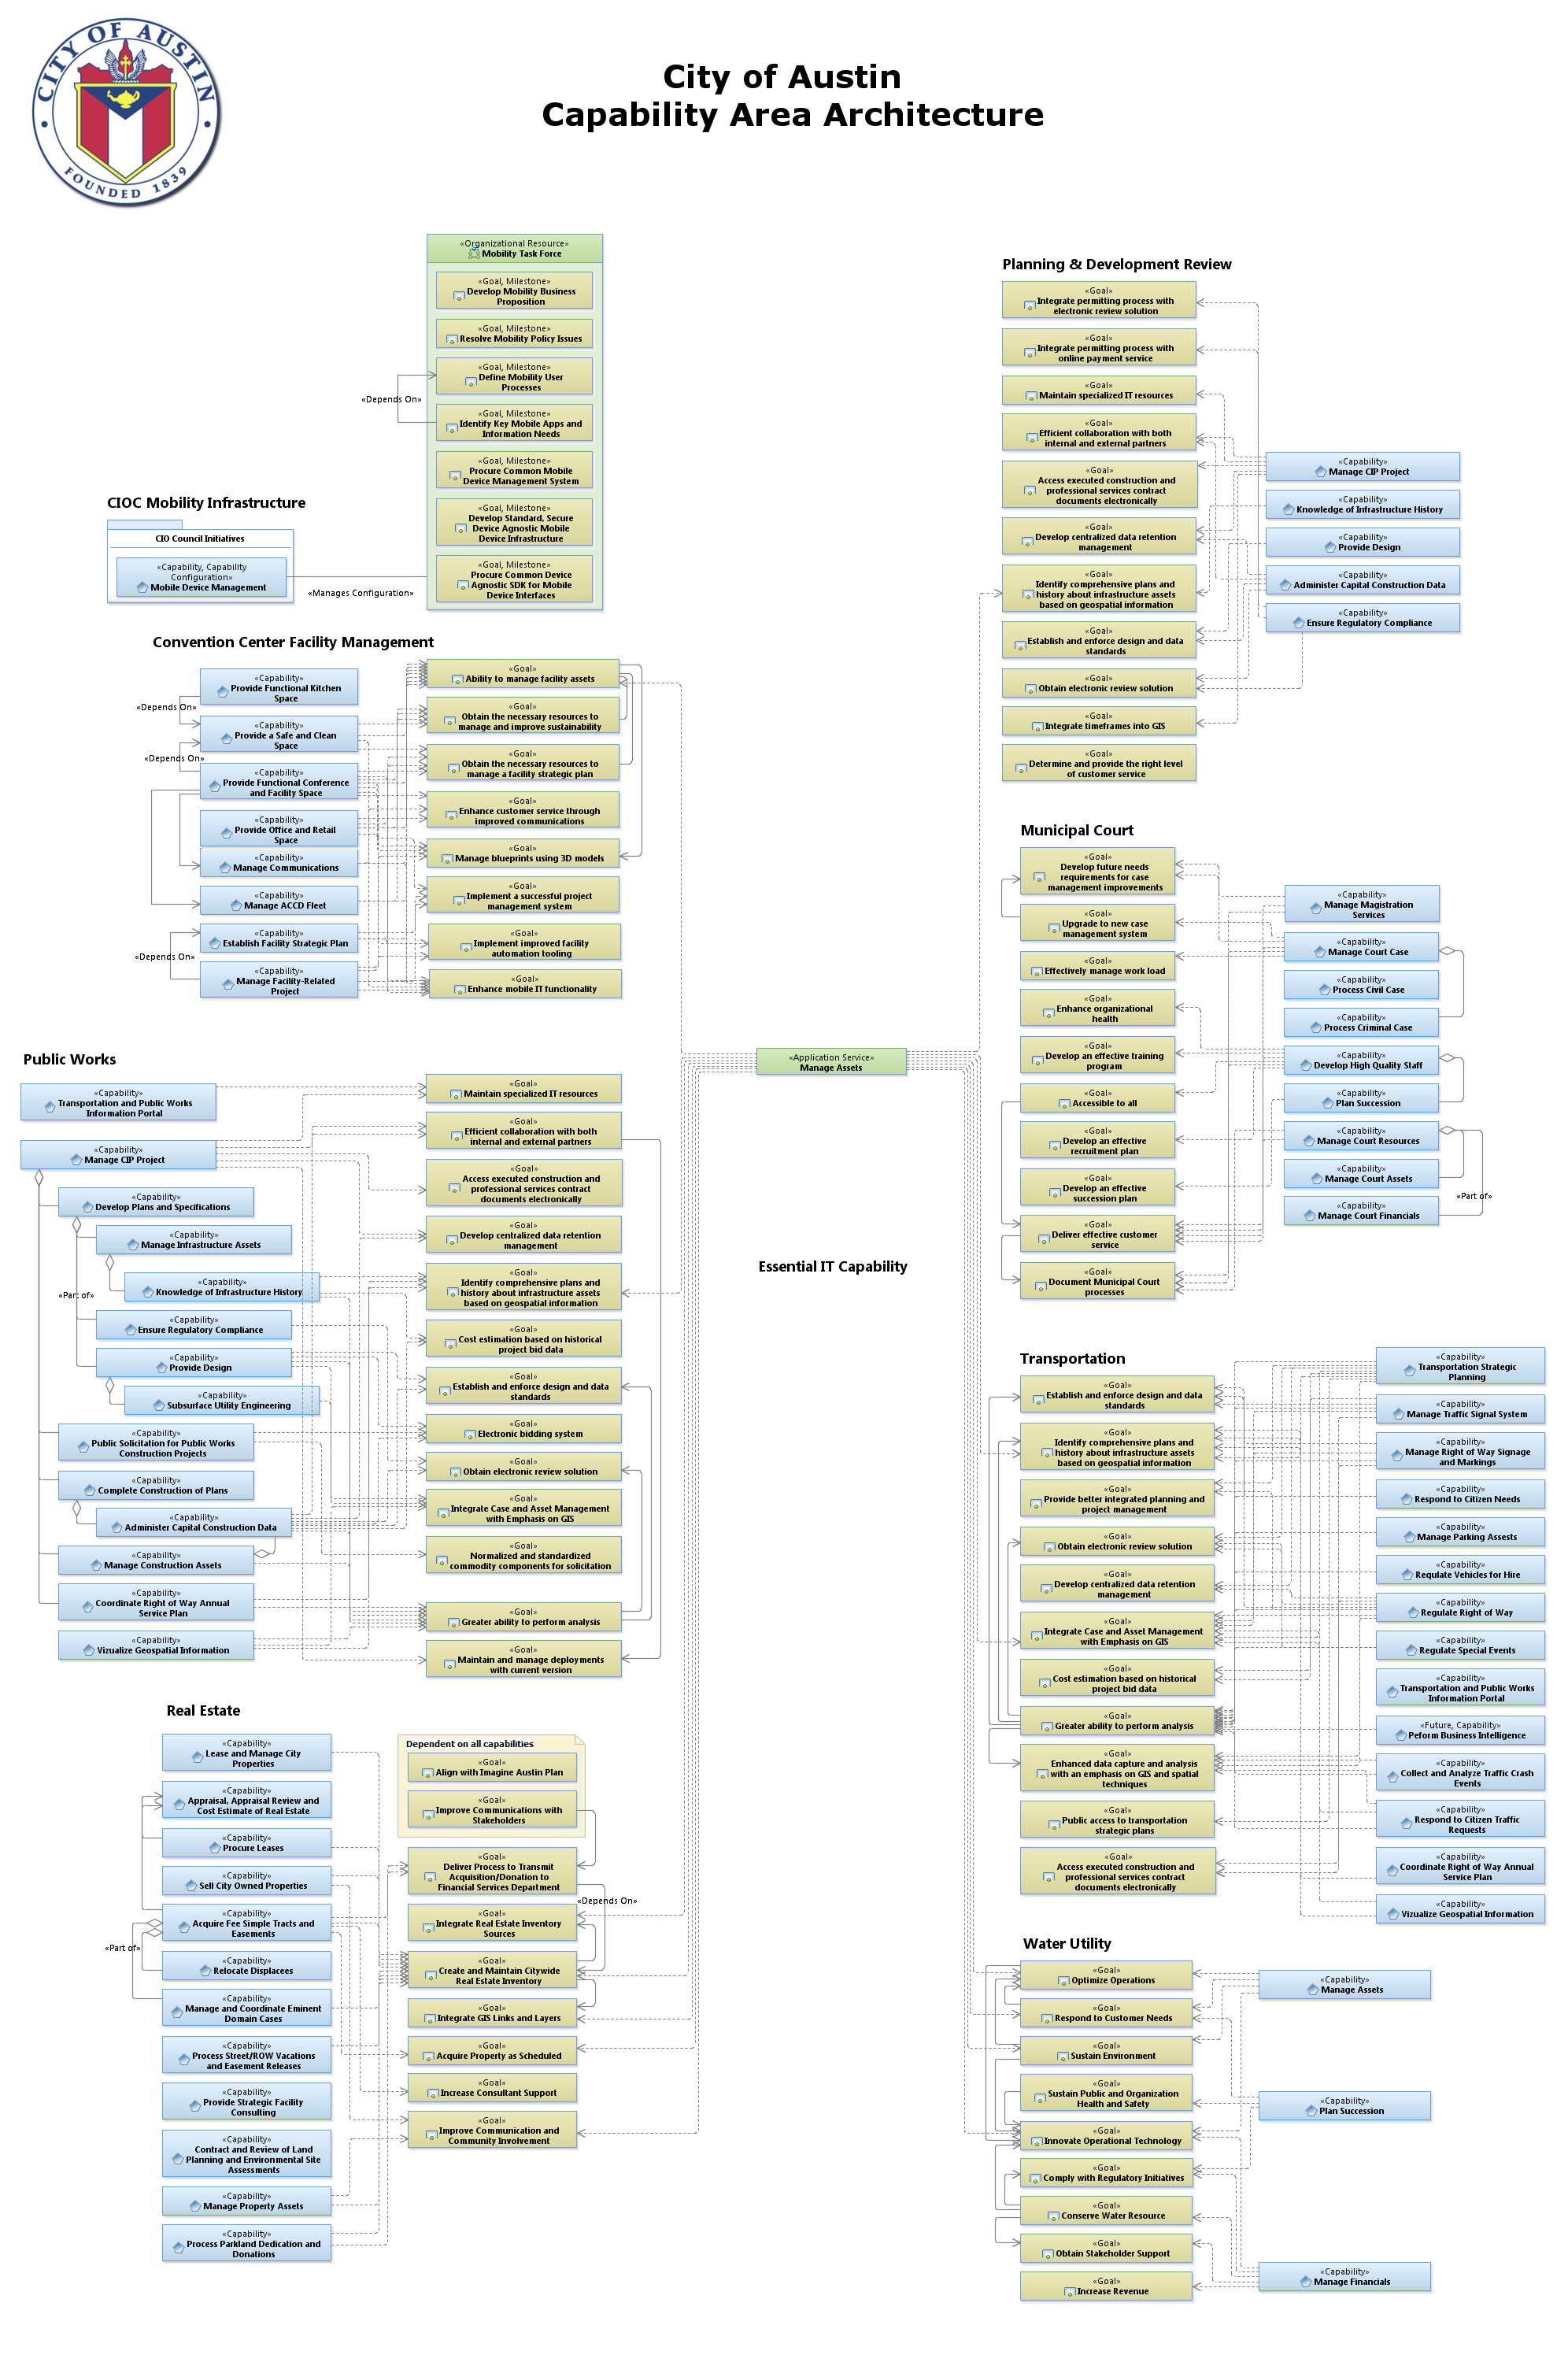 CITY OF AUSTIN
FOUNDED 1839
City of Austin
Capability Area Architecture
«Organizational Resource»
Mobility Task Force
«Goal, Milestone»
Develop Mobility Business
Proposition
«Goal, Milestone»
Resolve Mobility Policy Issues
«Goal, Milestone»
Define Mobility User
Processes
«Depends On»
«Goal, Milestone»
Identify Key Mobile Apps and
Information Needs
«Goal, Milestone»
Procure Common Mobile
Device Management System
«Goal, Milestone»
Develop Standard, Secure
Device Agnostic Mobile
Device Infrastructure
«Goal, Milestone»
Procure Common Device
Agnostic SDK for Mobile
Device Interfaces
CIOC Mobility Infrastructure
CIO Council Initiatives
«Capability, Capability
Configuration»
Mobile Device Management
«Manages Configuration»
Convention Center Facility Management
«Capability»
Provide Functional Kitchen
Space
«Depends On»
«Capability»
Provide a Safe and Clean
Space
«Depends On»
«Capability»
Provide Functional Conference
and Facility Space
«Capability»
Provide Office and Retail
Space
«Capability»
Manage Communications
«Capability»
Manage ACCD Fleet
«Capability»
Establish Facility Strategic Plan
«Depends On»
«Capability»
Manage Facility-Related
Project
«Goal»
Ability to manage facility assets
«Goal»
Obtain the necessary resources to
manage and improve sustainability
«Goal»
Obtain the necessary resources to
manage a facility strategic plan
«Goal»
Enhance customer service through
improved communications
«Goal»
Manage blueprints using 3D models
«Goal»
Implement a successful project
management system
«Goal»
Implement improved facility
automation tooling
«Goal»
Enhance mobile IT functionality
Public Works
«Capability»
Transportation and Public Works
Information Portal
«Capability»
Manage CIP Project
«Capability»
Develop Plans and Specifications
«Capability»
Manage Infrastructure Assets
«Capability»
Knowledge of Infrastructure History
«Part of»
«Capability»
Ensure Regulatory Compliance
«Capability»
Provide Design
«Capability»
Subsurface Utility Engineering
«Capability»
Public Solicitation for Public Works
Construction Projects
«Capability»
Complete Construction of Plans
«Capability»
Administer Capital Construction Data
«Capability»
Manage Construction Assets
«Capability»
Coordinate Right of Way Annual
Service Plan
«Capability»
Vizualize Geospatial Information
«Goal»
Maintain specialized IT resources
«Goal»
Efficient collaboration with both
internal and external partners
«Goal»
Access executed construction and
professional services contract
documents electronically
«Goal»
Develop centralized data retention
management
«Goal»
Identify comprehensive plans and
history about infrastructure assets
based on geospatial information
«Goal»
Cost estimation based on historical
project bid data
«Goal»
Establish and enforce design and data
standards
«Goal»
Electronic bidding system
«Goal»
Obtain electronic review solution
«Goal»
Integrate Case and Asset Management
with Emphasis on GIS
«Goal»
Normalized and standardized
commodity components for solicitation
«Goal»
Greater ability to perform analysis
«Goal»
Maintain and manage deployments
with current version
Real Estate
«Capability»
Lease and Manage City
Properties
«Capability»
Appraisal, Appraisal Review and
Cost Estimate of Real Estate
«Capability»
Procure Leases
«Capability»
Sell City Owned Properties
«Capability»
Acquire Fee Simple Tracts and
Easements
«Part of»
«Capability»
Relocate Displacees
«Capability»
Manage and Coordinate Eminent
Domain Cases
«Capability»
Process Street/ROW Vacations
and Easement Releases
«Capability»
Provide Strategic Facility
Consulting
«Capability»
Contract and Review of Land
Planning and Environmental Site
Assessments
«Capability»
Manage Property Assets
«Capability»
Process Parkland Dedication and
Donations
Dependent on all capabilities
«Goal»
Align with Imagine Austin Plan
«Goal»
Improve Communications with
Stakeholders
«Goal»
Deliver Process to Transmit
Acquisition/Donation to
Financial Services Department
«Depends On»
«Goal»
Integrate Real Estate Inventory
Sources
«Goal»
Create and Maintain Citywide
Real Estate Inventory
«Goal»
Integrate GIS Links and Layers
«Goal»
Acquire Property as Scheduled
«Goal»
Increase Consultant Support
«Goal»
Improve Communication and
Community Involvement
«Application Service»
Manage Assets
Essential IT Capability
Planning & Development Review
«Goal»
Integrate permitting process with
electronic review solution
«Goal»
Integrate permitting process with
online payment service
«Goal»
Maintain specialized IT resources
«Goal»
Efficient collaboration with both
internal and external partners
«Goal»
Access executed construction and
professional services contract
documents electronically
«Goal»
Develop centralized data retention
management
«Goal»
Identify comprehensive plans and
history about infrastructure assets
based on geospatial information
«Goal»
Establish and enforce design and data
standards
«Goal»
Obtain electronic review solution
«Goal»
Integrate timeframes into GIS
«Goal»
Determine and provide the right level
of customer service
«Capability»
Manage CIP Project
«Capability»
Knowledge of Infrastructure History
«Capability»
Provide Design
«Capability»
Administer Capital Construction Data
«Capability»
Ensure Regulatory Compliance
Municipal Court
«Goal»
Develop future needs
requirements for case
management improvements
«Goal»
Upgrade to new case
management system
«Goal»
Effectively manage work load
«Goal»
Enhance organizational
health
«Goal»
Develop an effective training
program
«Goal»
Accessible to all
«Goal»
Develop an effective
recruitment plan
«Goal»
Develop an effective
succession plan
«Goal»
Deliver effective customer
service
«Goal»
Document Municipal Court
processes
«Capability»
Manage Magistration
Services
«Capability»
Manage Court Case
«Capability»
Process Civil Case
«Capability»
Process Criminal Case
«Capability»
Develop High Quality Staff
«Capability»
Plan Succession
«Capability»
Manage Court Resources
«Capability»
Manage Court Assets
«Part of»
«Capability»
Manage Court Financials
Transportation
«Goal»
Establish and enforce design and data
standards
«Goal»
Identify comprehensive plans and
history about infrastructure assets
based on geospatial information
«Goal»
Provide better integrated planning and
project management
«Goal»
Obtain electronic review solution
«Goal»
Develop centralized data retention
management
«Goal»
Integrate Case and Asset Management
with Emphasis on GIS
«Goal»
Cost estimation based on historical
project bid data
«Goal»
Greater ability to perform analysis
«Goal»
Enhanced data capture and analysis
with an emphasis on GIS and spatial
techniques
«Goal»
Public access to transportation
strategic plans
«Goal»
Access executed construction and
professional services contract
documents electronically
«Capability»
Transportation Strategic
Planning
«Capability»
Manage Traffic Signal System
«Capability»
Manage Right of Way Signage
and Markings
«Capability»
Respond to Citizen Needs
«Capability»
Manage Parking Assests
«Capability»
Requlate Vehicles for Hire
«Capability»
Regulate Right of Way
«Capability»
Regulate Special Events
«Capability»
Transportation and Public Works
Information Portal
«Future, Capability»
Peform Business Intelligence
«Capability»
Collect and Analyze Traffic Crash
Events
«Capability»
Respond to Citizen Traffic
Requests
«Capability»
Coordinate Right of Way Annual
Service Plan
«Capability»
Vizualize Geospatial Information
Water Utility
«Goal»
Optimize Operations
«Goal»
Respond to Customer Needs
«Goal»
Sustain Environment
«Goal»
Sustain Public and Organization
Health and Safety
«Goal»
Innovate Operational Technology
«Goal»
Comply with Regulatory Initiatives
«Goal»
Conserve Water Resource
«Goal»
Obtain Stakeholder Support
«Goal»
Increase Revenue
«Capability»
Manage Assets
«Capability»
Plan Succession
«Capability»
Manage Financials